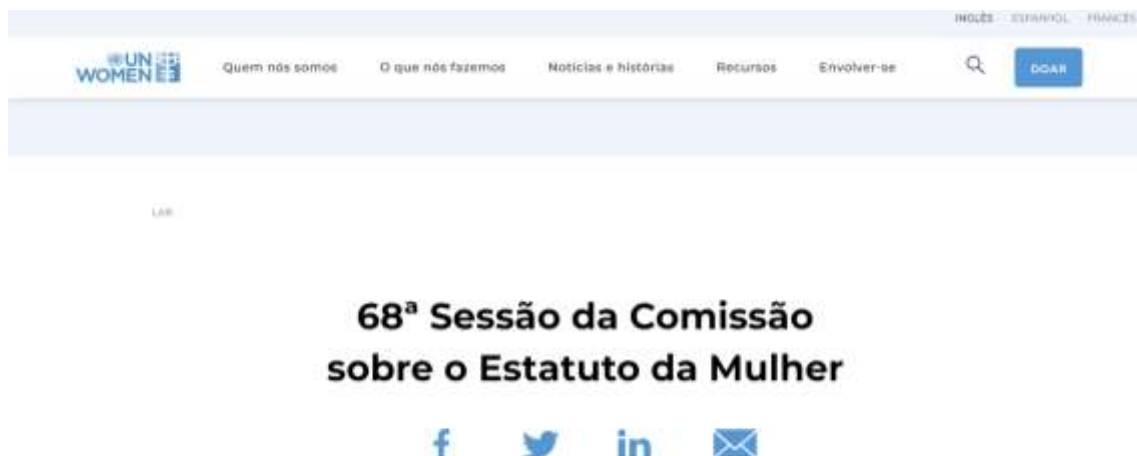 INGLÊS ESPANHOL FRANCÊS
UN
WOMEN
Quem nós somos O que nós fazemos Notícias e histórias Recursos Envolver-se DOAR
LAR
68ª Sessão da Comissão
sobre o Estatuto da Mulher